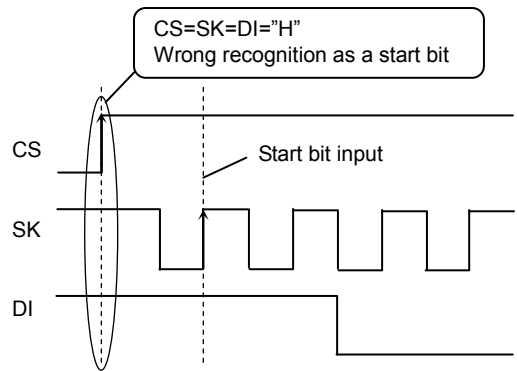 CS=SK=DI=”H”
Wrong recognition as a start bit
CS
Start bit input
SK
DI